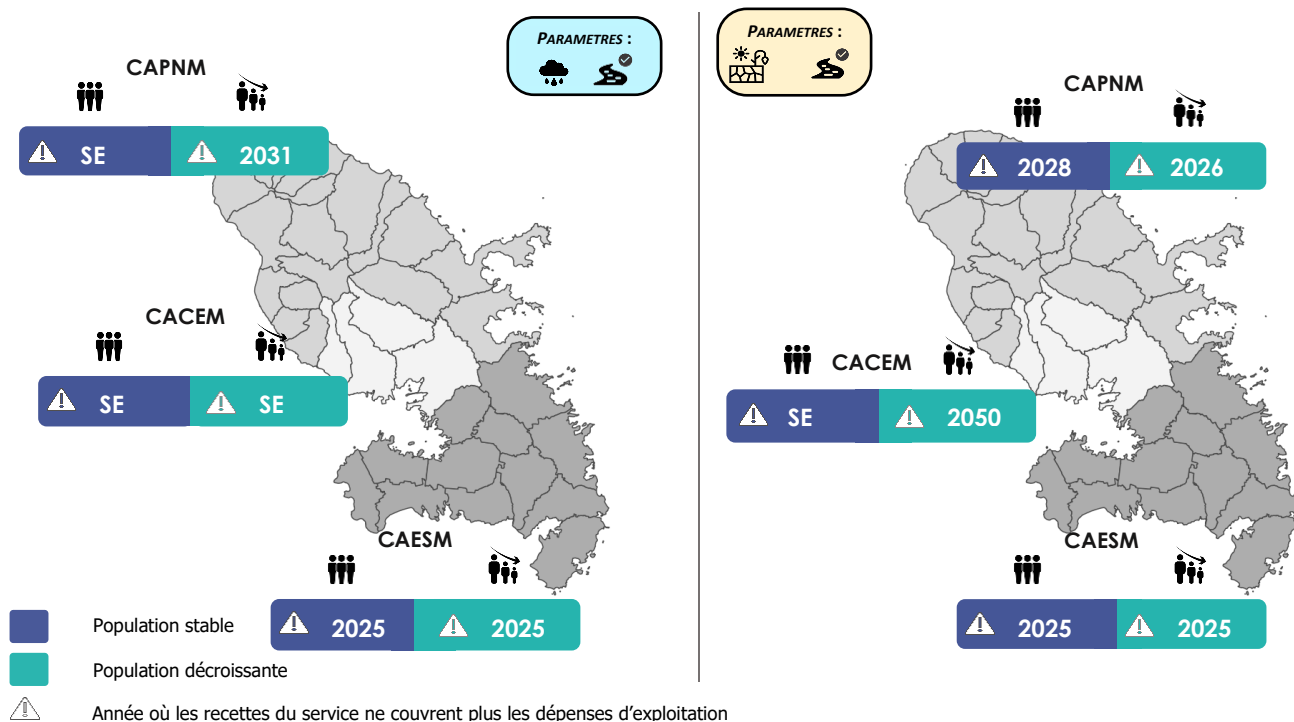 PARAMETRES :
CAPNM
SE
2031
CACEM
SE
SE
CAESM
2025
2025
Population stable
Population décroissante
Année où les recettes du service ne couvrent plus les dépenses d'exploitation
PARAMETRES :
CAPNM
2028
2026
CACEM
SE
2050
CAESM
2025
2025